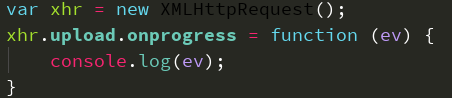 var xhr = new XMLHttpRequest();
xhr.upload.onprogress = function (ev) {
    console.log(ev);
}